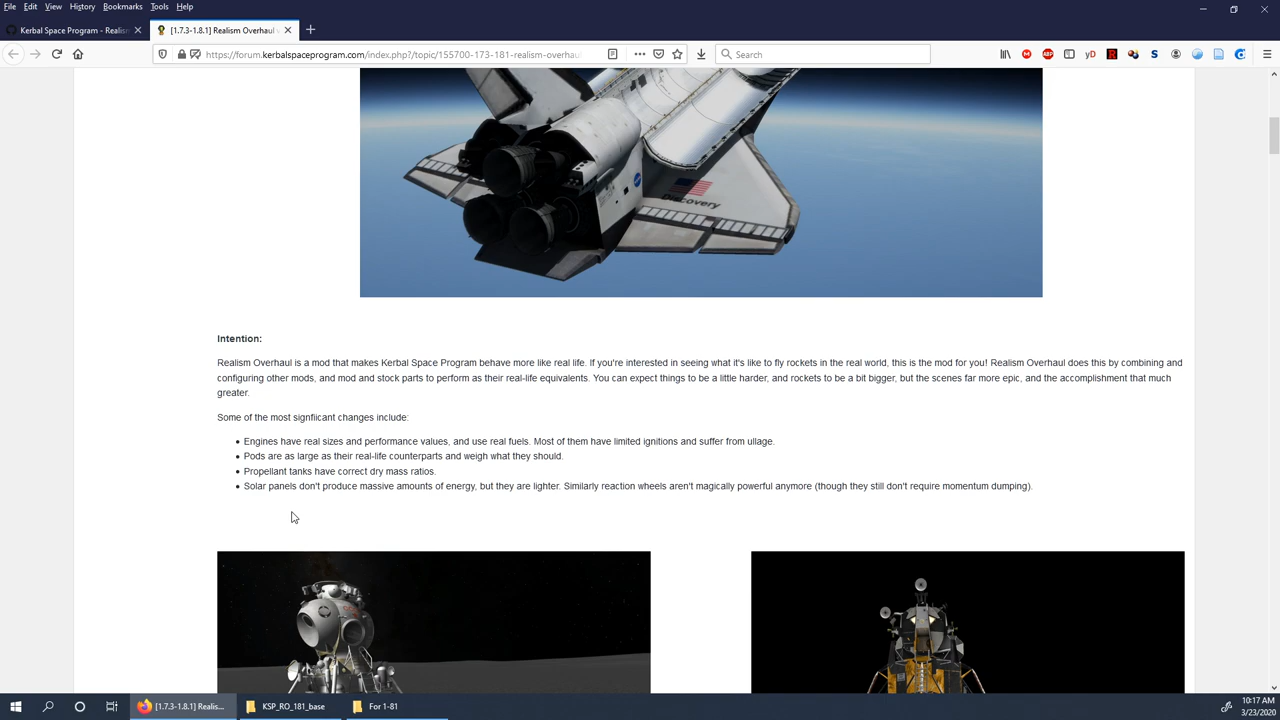 File Edit View History Bookmarks Tools Help
Kerbal Space Program - Realism
[1.7.3-1.8.1] Realism Overhaul
https://forum.kerbalspaceprogram.com/index.php?/topic/155700-173-181-realism-overhaul
Search
Discovery
Intention:
Realism Overhaul is a mod that makes Kerbal Space Program behave more like real life. If you're interested in seeing what it's like to fly rockets in the real world, this is the mod for you! Realism Overhaul does this by combining and
configuring other mods, and mod and stock parts to perform as their real-life equivalents. You can expect things to be a little harder, and rockets to be a bit bigger, but the scenes far more epic, and the accomplishment that much
greater.
Some of the most signfiicant changes include:
• Engines have real sizes and performance values, and use real fuels. Most of them have limited ignitions and suffer from ullage.
• Pods are as large as their real-life counterparts and weigh what they should.
• Propellant tanks have correct dry mass ratios.
• Solar panels don't produce massive amounts of energy, but they are lighter. Similarly reaction wheels aren't magically powerful anymore (though they still don't require momentum dumping).
[1.7.3-1.8.1] Realis...
KSP_RO_181_base
For 1-81
10:17 AM
3/23/2020